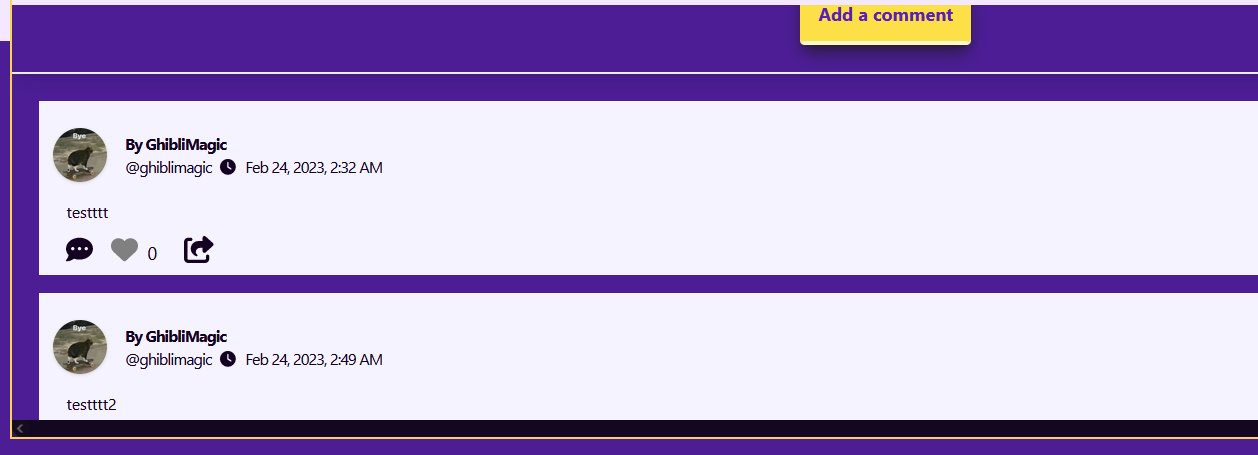 Add a comment
Bye
By GhibliMagic
@ghiblimagic Feb 24, 2023, 2:32 AM
testttt
0
Bye
By GhibliMagic
@ghiblimagic Feb 24, 2023, 2:49 AM
testttt2